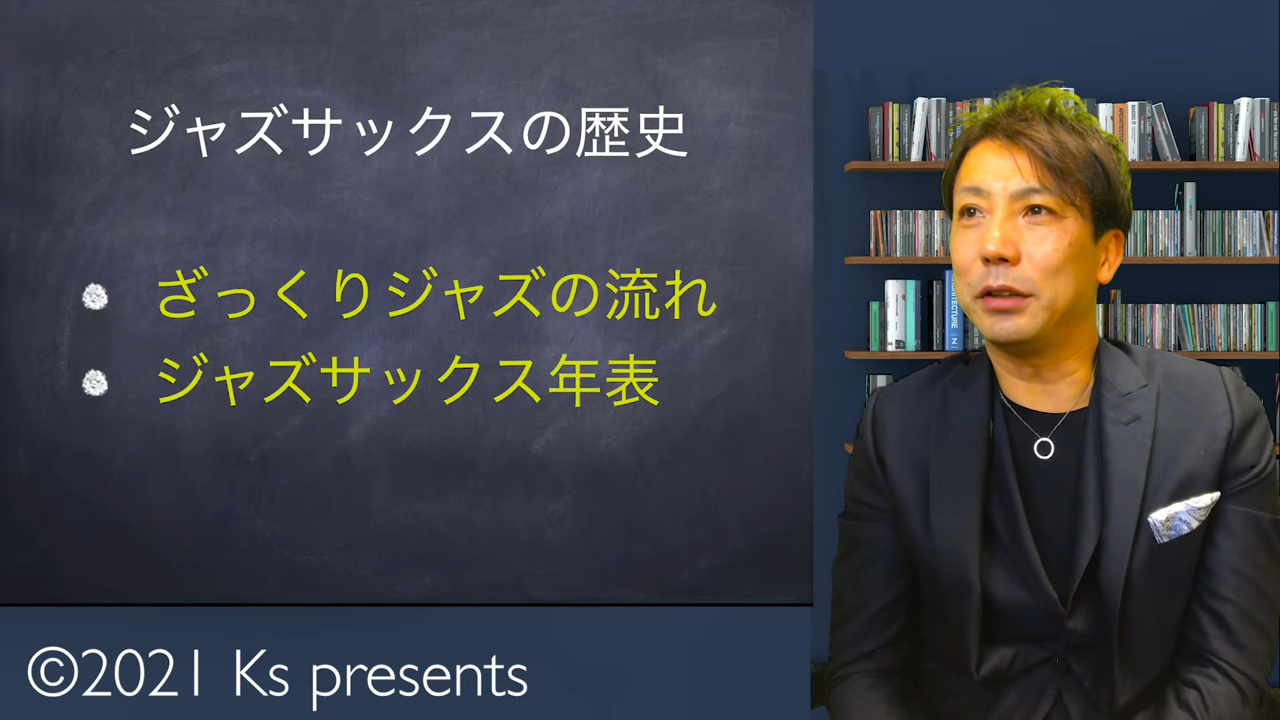 ジャズサックスの歴史
ざっくりジャズの流れ
ジャズサックス年表
©2021 Ks presents
ARCHITECTURE